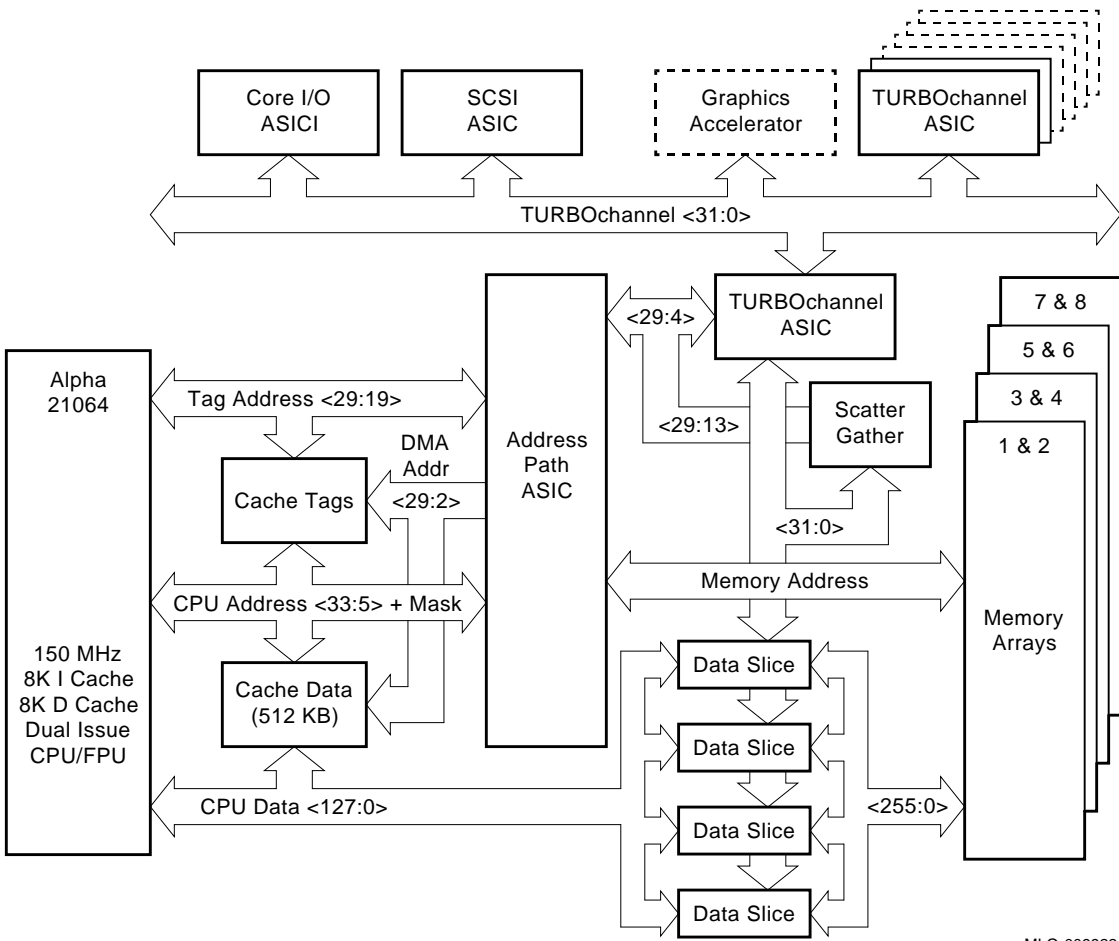 Core I/O
ASICI
SCSI
ASIC
Graphics
Accelerator
TURBOchannel
ASIC
TURBOchannel <31:0>
TURBOchannel
ASIC
<29:4>
7 & 8
5 & 6
3 & 4
1 & 2
Alpha
21064
Tag Address <29:19>
DMA
Addr
<29:2>
Cache Tags
Address
Path
ASIC
<29:13>
Scatter
Gather
<31:0>
Memory Address
CPU Address <33:5> + Mask
Memory
Arrays
150 MHz
8K I Cache
8K D Cache
Dual Issue
CPU/FPU
Cache Data
(512 KB)
Data Slice
Data Slice
CPU Data <127:0>
<255:0>
Data Slice
Data Slice